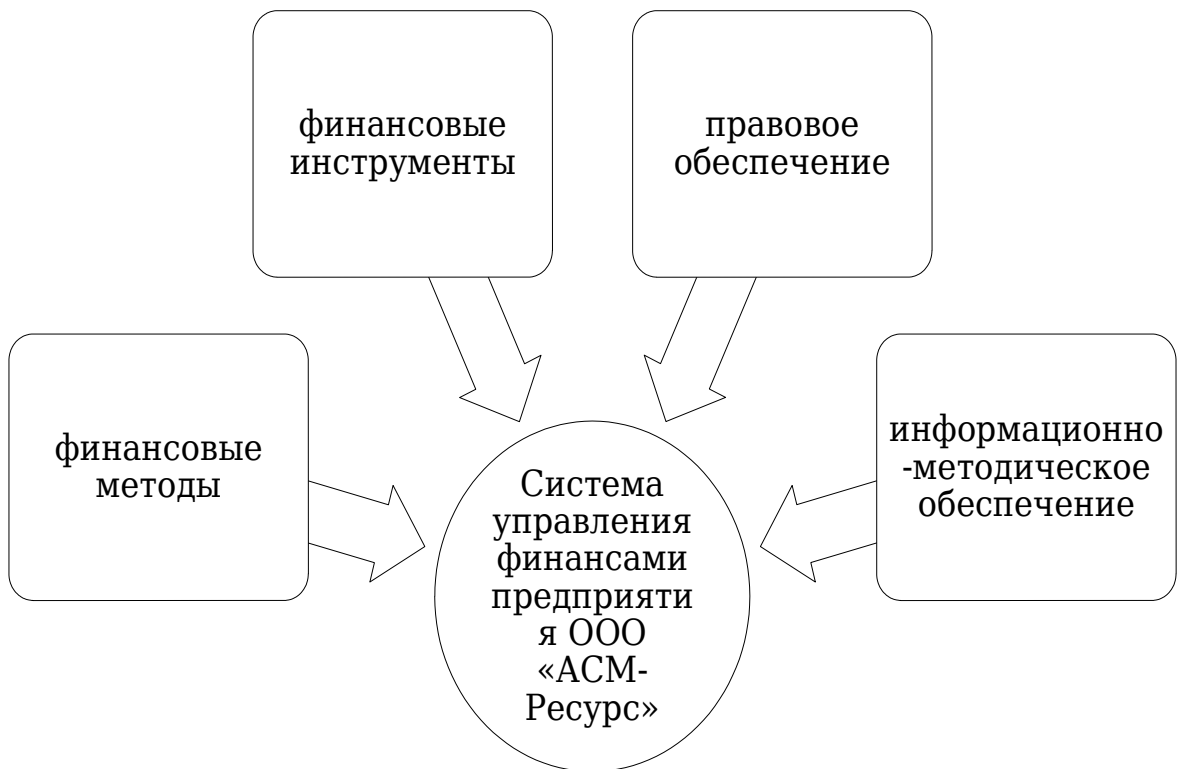 финансовые
инструменты
правовое
обеспечение
финансовые
методы
информационно
-методическое
обеспечение
Система
управления
финансами
предприяти
я ООО
«АСМ-
Ресурс»